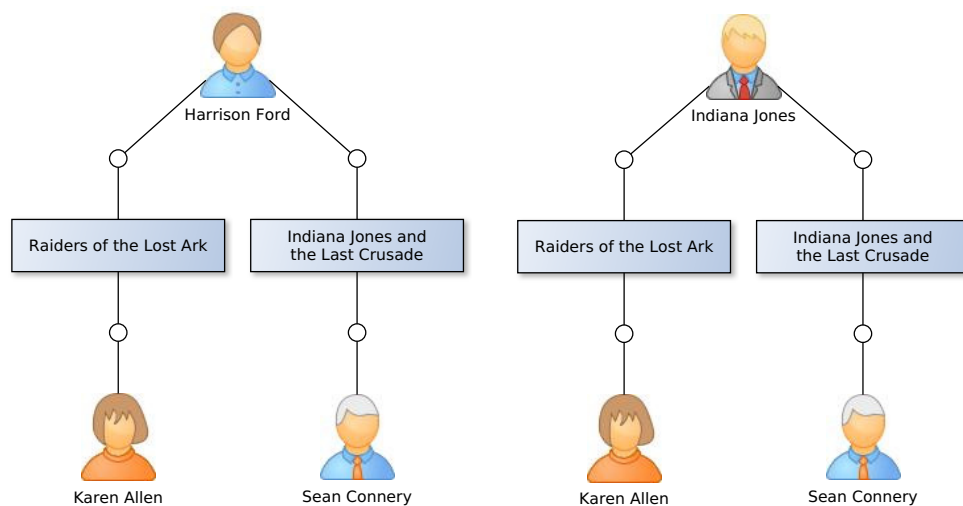 Harrison Ford
Raiders of the Lost Ark
Indiana Jones and
the Last Crusade
Karen Allen
Sean Connery
Indiana Jones
Raiders of the Lost Ark
Indiana Jones and
the Last Crusade
Karen Allen
Sean Connery